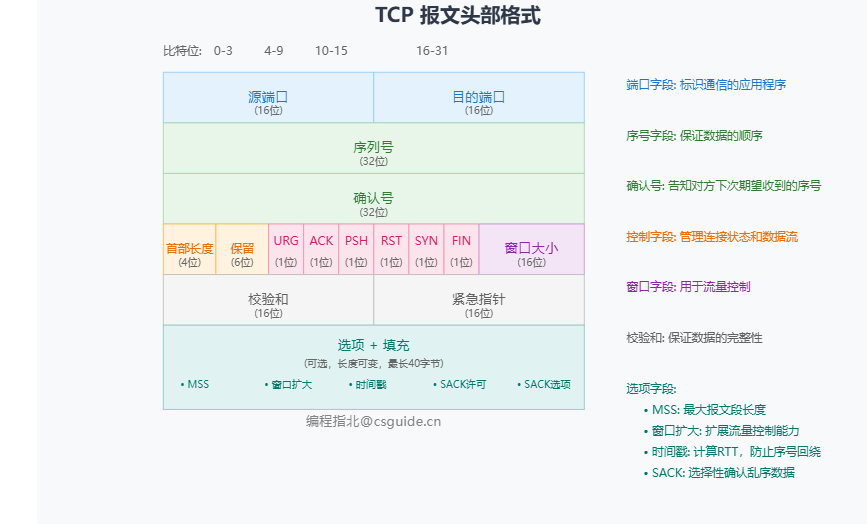 TCP 报文头部格式
比特位: 0-3 4-9 10-15 16-31
源端口 目的端口
(16位) (16位)
序列号
(32位)
确认号
(32位)
首部长度 保留 URG ACK PSH RST SYN FIN 窗口大小
(4位) (6位) (1位) (1位) (1位) (1位) (1位) (1位) (16位)
校验和 紧急指针
(16位) (16位)
选项 + 填充
(可选，长度可变，最长40字节)
• MSS • 窗口扩大 • 时间戳 • SACK许可 • SACK选项
编程指北@csguide.cn
端口字段: 标识通信的应用程序
序号字段: 保证数据的顺序
确认号: 告知对方下次期望收到的序号
控制字段: 管理连接状态和数据流
窗口字段: 用于流量控制
校验和: 保证数据的完整性
选项字段:
• MSS: 最大报文段长度
• 窗口扩大: 扩展流量控制能力
• 时间戳: 计算RTT，防止序号回绕
• SACK: 选择性确认乱序数据